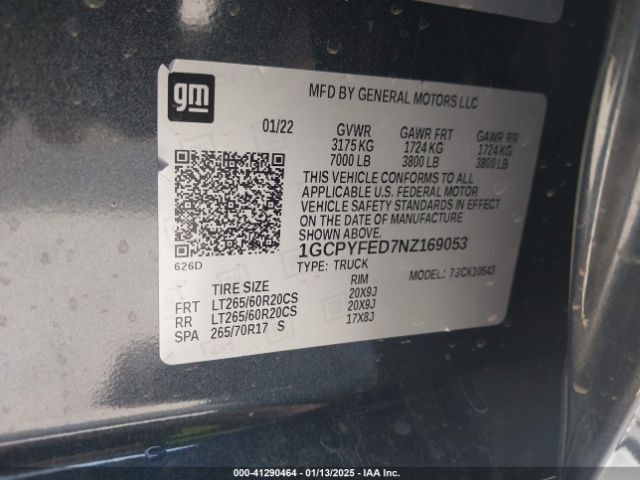 gm
MFD BY GENERAL MOTORS LLC
01/22
GVWR GAWR FRT GAWR RR
3175 KG 1724 KG 1724 KG
7000 LB 3800 LB 3800 LB
THIS VEHICLE CONFORMS TO ALL
APPLICABLE U.S. FEDERAL MOTOR
VEHICLE SAFETY STANDARDS IN EFFECT
ON THE DATE OF MANUFACTURE
SHOWN ABOVE.
1GCPYFED7NZ169053
626D
TYPE: TRUCK
MODEL: 73CK10543
TIRE SIZE RIM
FRT LT265/60R20CS 20X9J
RR LT265/60R20CS 20X9J
SPA 265/70R17 S 17X8J
000-41290464 - 01/13/2025 - IAA Inc.